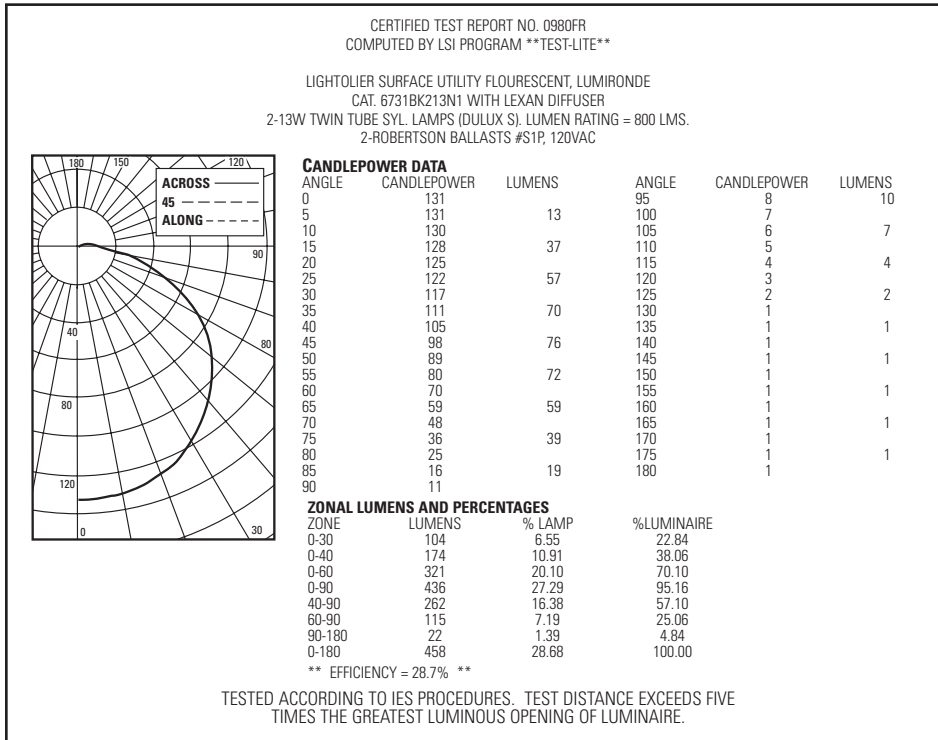 CERTIFIED TEST REPORT NO. 0980FR
COMPUTED BY LSI PROGRAM **TEST-LITE**
LIGHTOLIER SURFACE UTILITY FLOURESCENT, LUMIRONDE
CAT. 6731BK213N1 WITH LEXAN DIFFUSER
2-13W TWIN TUBE SYL. LAMPS (DULUX S). LUMEN RATING = 800 LMS.
2-ROBERTSON BALLASTS #S1P, 120VAC
180 150 120
ACROSS
45
ALONG
90
40
80
80
120
0 30
CANDLEPOWER DATA
ANGLE CANDLEPOWER LUMENS ANGLE CANDLEPOWER LUMENS
0 131 95 8 10
5 131 13 100 7
10 130 105 6 7
15 128 37 110 5
20 125 115 4 4
25 122 57 120 3
30 117 125 2 2
35 111 70 130 1
40 105 135 1 1
45 98 76 140 1
50 89 145 1 1
55 80 72 150 1
60 70 155 1 1
65 59 59 160 1
70 48 165 1 1
75 36 39 170 1
80 25 175 1 1
85 16 19 180 1
90 11
ZONAL LUMENS AND PERCENTAGES
ZONE LUMENS % LAMP %LUMINAIRE
0-30 104 6.55 22.84
0-40 174 10.91 38.06
0-60 321 20.10 70.10
0-90 436 27.29 95.16
40-90 262 16.38 57.10
60-90 115 7.19 25.06
90-180 22 1.39 4.84
0-180 458 28.68 100.00
** EFFICIENCY = 28.7% **
TESTED ACCORDING TO IES PROCEDURES. TEST DISTANCE EXCEEDS FIVE
TIMES THE GREATEST LUMINOUS OPENING OF LUMINAIRE.